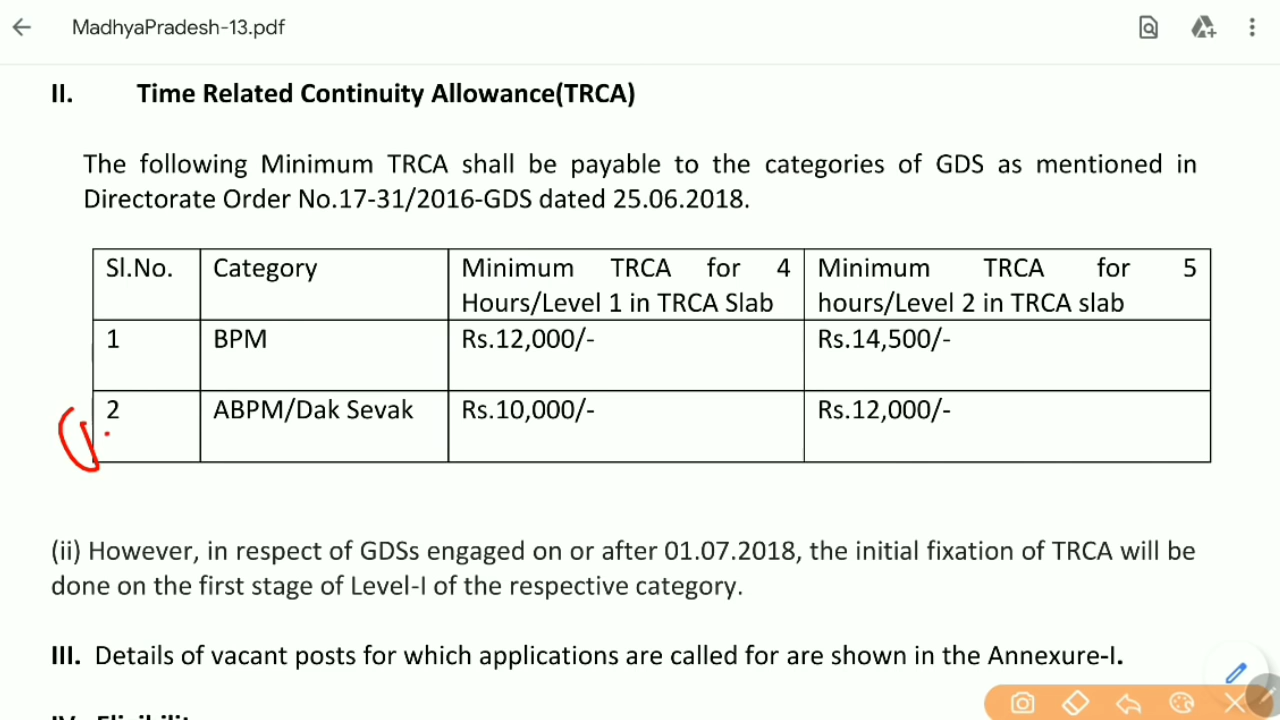 MadhyaPradesh-13.pdf
II. Time Related Continuity Allowance(TRCA)
The following Minimum TRCA shall be payable to the categories of GDS as mentioned in
Directorate Order No.17-31/2016-GDS dated 25.06.2018.
Sl.No. Category Minimum TRCA for 4 Hours/Level 1 in TRCA Slab Minimum TRCA for 5 hours/Level 2 in TRCA slab
1 BPM Rs.12,000/- Rs.14,500/-
2 ABPM/Dak Sevak Rs.10,000/- Rs.12,000/-
(ii) However, in respect of GDSs engaged on or after 01.07.2018, the initial fixation of TRCA will be
done on the first stage of Level-I of the respective category.
III. Details of vacant posts for which applications are called for are shown in the Annexure-I.